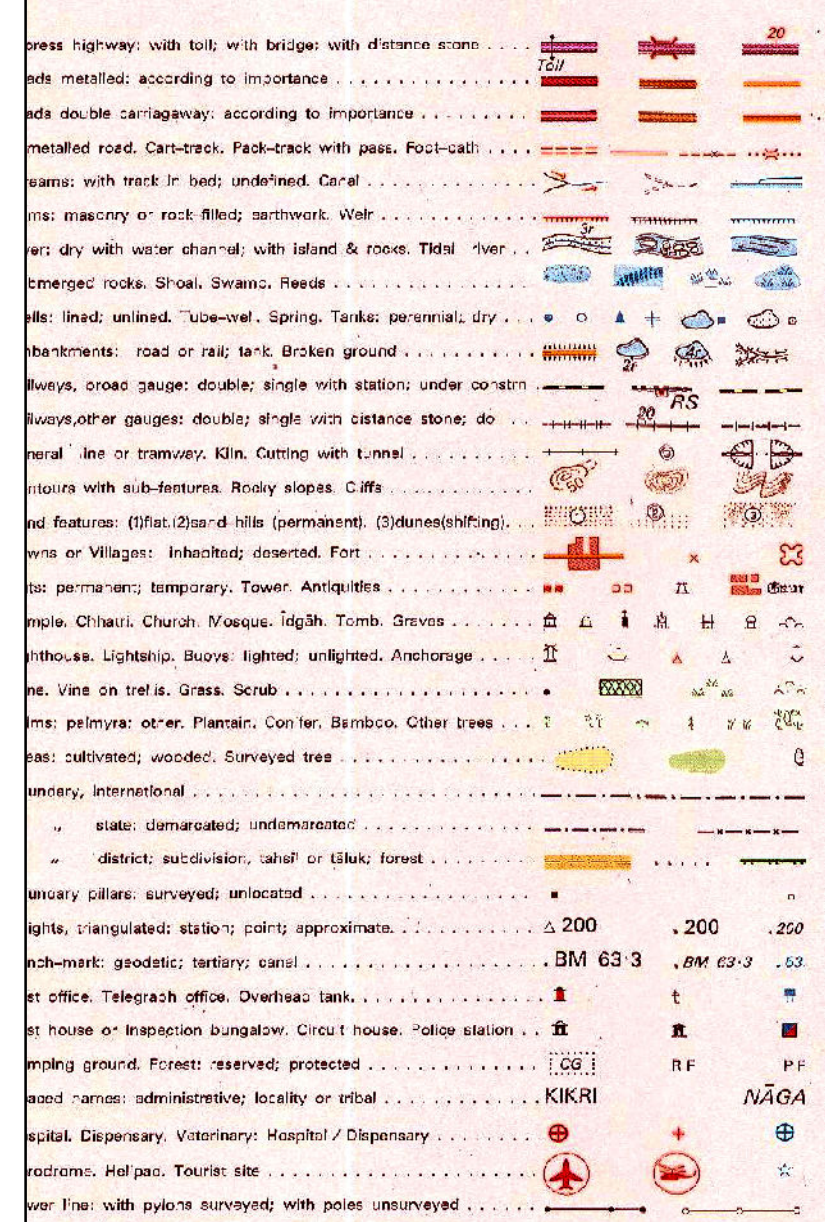 press highway: with toll; with bridge; with distance stone 20
Toll
ads metalled: according to importance
ads double carriageway: according to importance
metalled road. Cart-track. Pack-track with pass. Foot-path
reams: with track in bed; undefined. Canal
ms: masonry or rock-filled; earthwork. Weir
ver: dry with water channel; with island & rocks. Tidal river 3r
bmerged rocks. Shoal. Swamp. Reeds
ells: lined; unlined. Tube-well. Spring. Tanks: perennial; dry
nbankments: road or rail; tank. Broken ground 2r 4r
ilways, broad gauge: double; single with station; under constrn RS
ilways,other gauges: double; single with distance stone; do 20
neral line or tramway. Kiln. Cutting with tunnel
ntours with sub-features. Rocky slopes. Cliffs 50
nd features: (1)flat.(2)sand-hills (permanent). (3)dunes(shifting). 1 2 3
wns or Villages: inhabited; deserted. Fort
ts: permanent; temporary. Tower. Antiquities
mple. Chhatri. Church. Mosque. Īdgāh. Tomb. Graves
ghthouse. Lightship. Buoys: lighted; unlighted. Anchorage
ne. Vine on trellis. Grass. Scrub
lms: palmyra; other. Plantain. Conifer. Bamboo. Other trees
eas: cultivated; wooded. Surveyed tree
undary, International
„ state: demarcated; undemarcated
„ district; subdivision, tahsil or tāluk; forest
undary pillars: surveyed; unlocated
ights, triangulated: station; point; approximate. 200 .200 .200
nch-mark: geodetic; tertiary; canal .BM 63·3 .BM 63·3 .63
st office. Telegraph office. Overhead tank. t
st house or Inspection bungalow. Circuit house. Police station
mping ground. Forest: reserved; protected CG RF PF
aced names: administrative; locality or tribal KIKRI NĀGA
spital. Dispensary. Veterinary: Hospital / Dispensary
rodrome. Helipad. Tourist site
wer line: with pylons surveyed; with poles unsurveyed